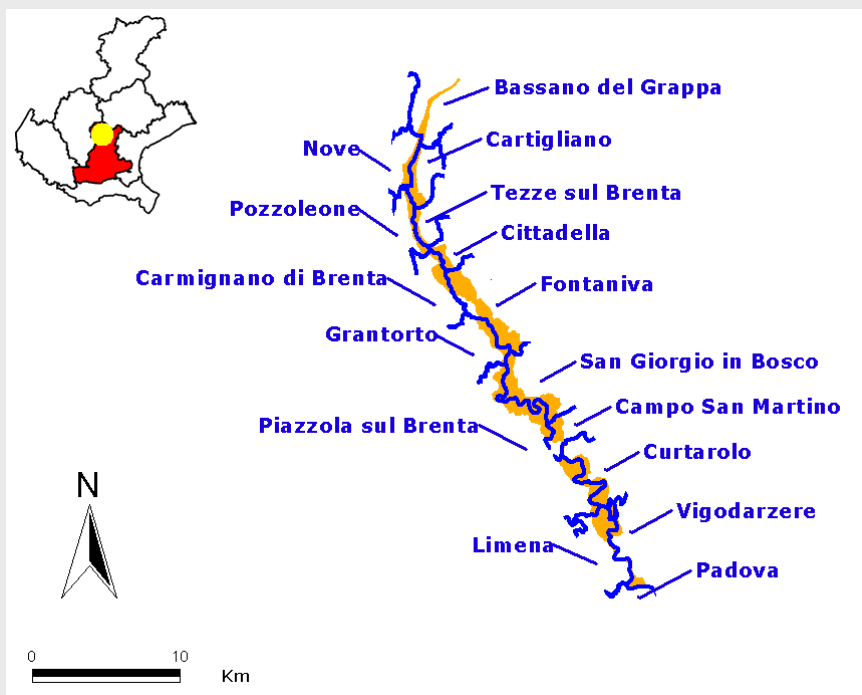 Bassano del Grappa
Cartigliano
Nove
Tezze sul Brenta
Pozzoleone
Cittadella
Carmignano di Brenta
Fontaniva
Grantorto
San Giorgio in Bosco
Campo San Martino
Piazzola sul Brenta
Curtarolo
N
Vigodarzere
Limena
Padova
0 10
Km